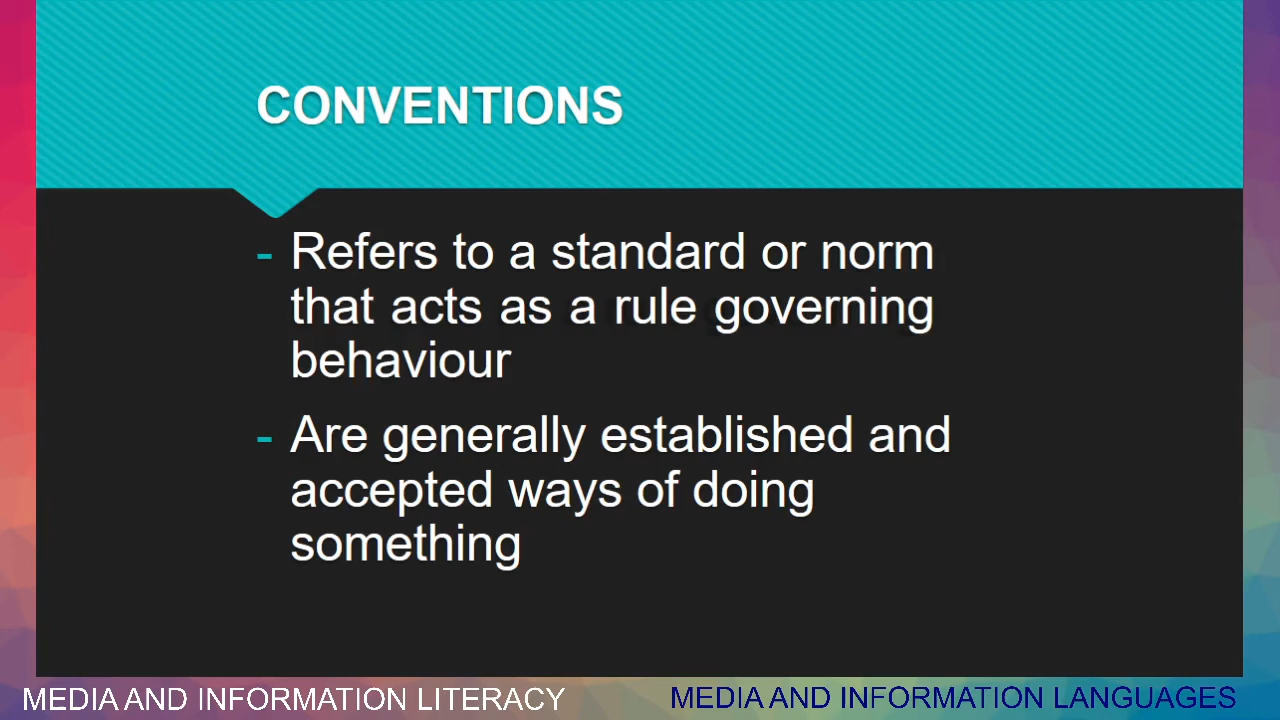 CONVENTIONS
- Refers to a standard or norm
that acts as a rule governing
behaviour
- Are generally established and
accepted ways of doing
something
MEDIA AND INFORMATION LITERACY
MEDIA AND INFORMATION LANGUAGES